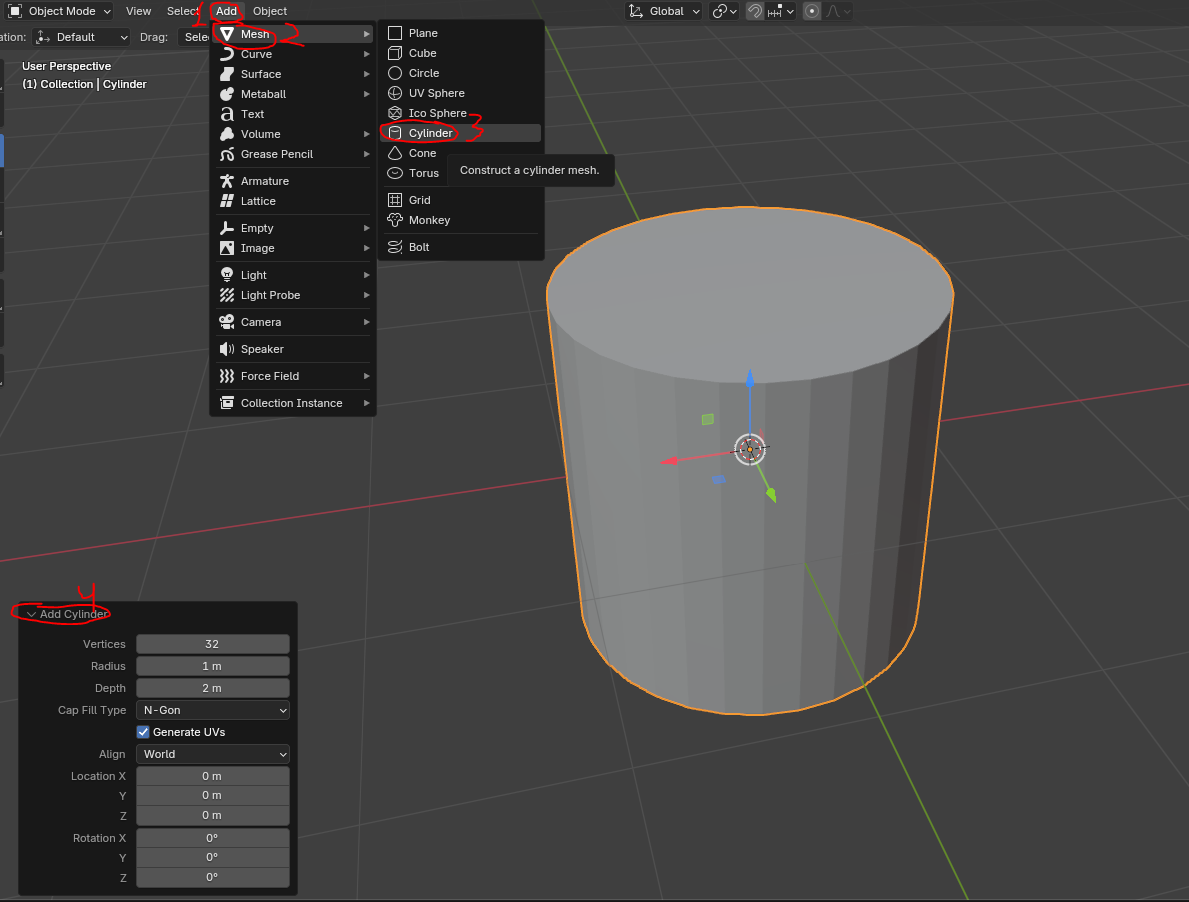 Object Mode View Select Add Object Global
1
ation: Default Drag: Sele
User Perspective
(1) Collection | Cylinder
Mesh
2
Curve
Surface
Metaball
Text
Volume
Grease Pencil
Armature
Lattice
Empty
Image
Light
Light Probe
Camera
Speaker
Force Field
Collection Instance
Plane
Cube
Circle
UV Sphere
Ico Sphere
Cylinder
3
Cone
Torus
Grid
Monkey
Bolt
Construct a cylinder mesh.
4
Add Cylinder
Vertices 32
Radius 1 m
Depth 2 m
Cap Fill Type N-Gon
Generate UVs
Align World
Location X 0 m
Y 0 m
Z 0 m
Rotation X 0°
Y 0°
Z 0°